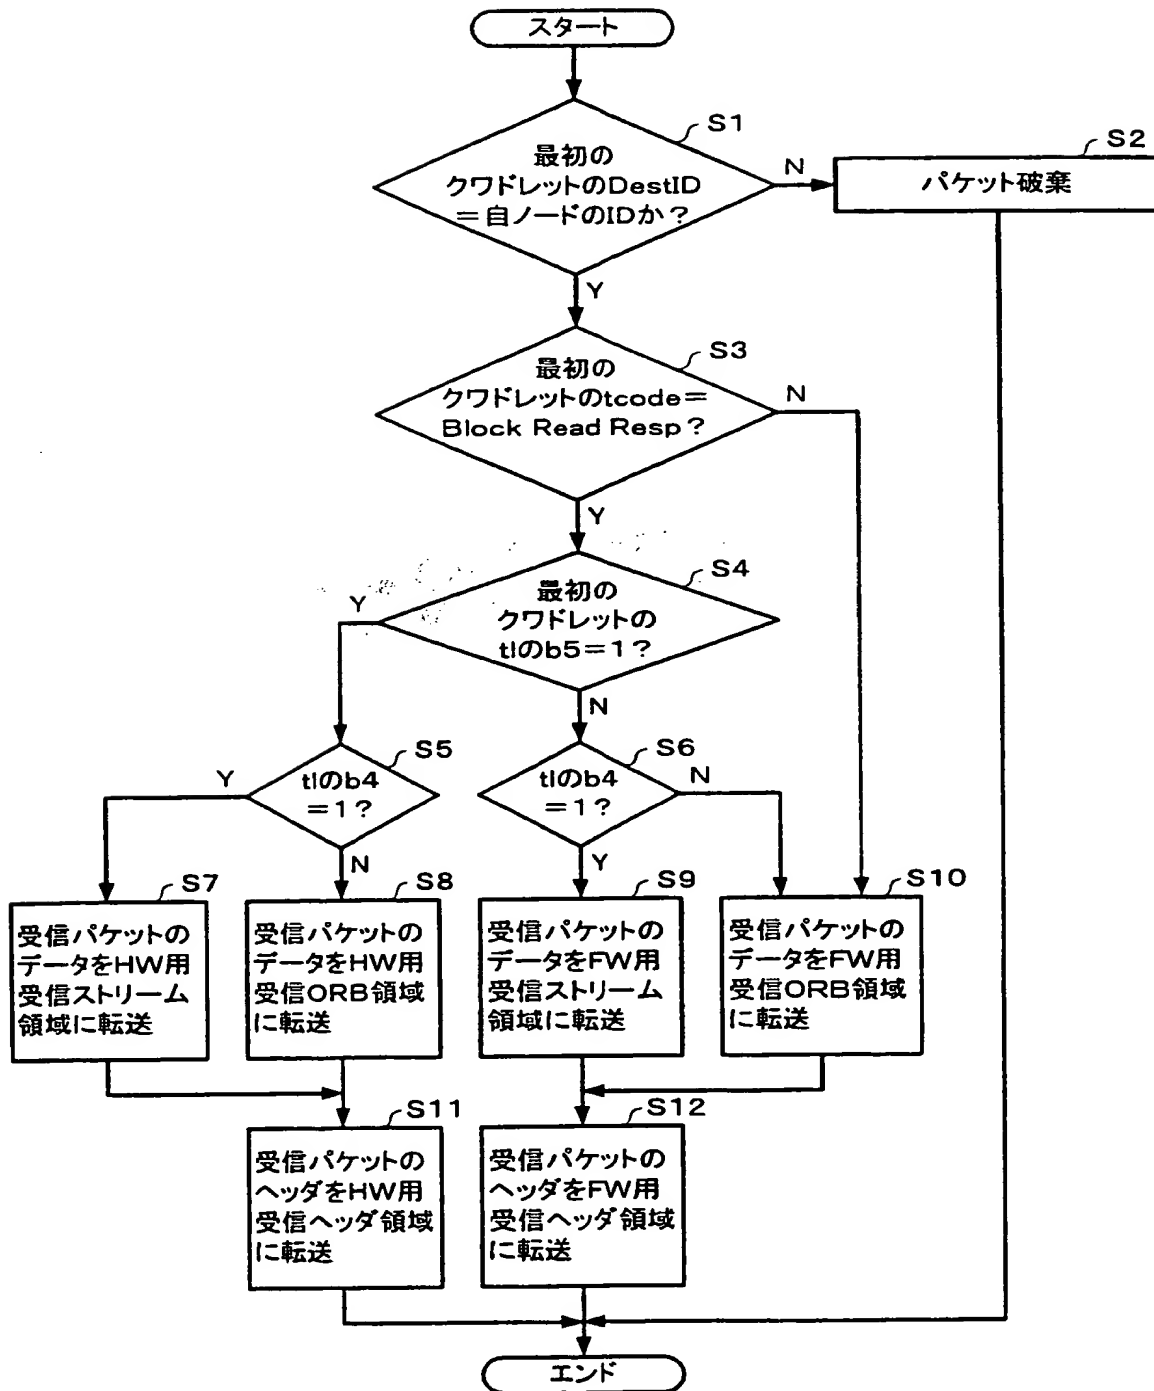 スタート
S1
最初の
クワドレットのDestID
=自ノードのIDか?
N
S2
パケット破棄
Y
S3
最初の
クワドレットのtcode=
Block Read Resp?
N
Y
S4
最初の
クワドレットの
tlのb5=1?
Y
N
S5
tlのb4
=1?
Y
N
S6
tlのb4
=1?
N
Y
S7
受信パケットの
データをHW用
受信ストリーム
領域に転送
S8
受信パケットの
データをHW用
受信ORB領域
に転送
S9
受信パケットの
データをFW用
受信ストリーム
領域に転送
S10
受信パケットの
データをFW用
受信ORB領域
に転送
S11
受信パケットの
ヘッダをHW用
受信ヘッダ領域
に転送
S12
受信パケットの
ヘッダをFW用
受信ヘッダ領域
に転送
エンド